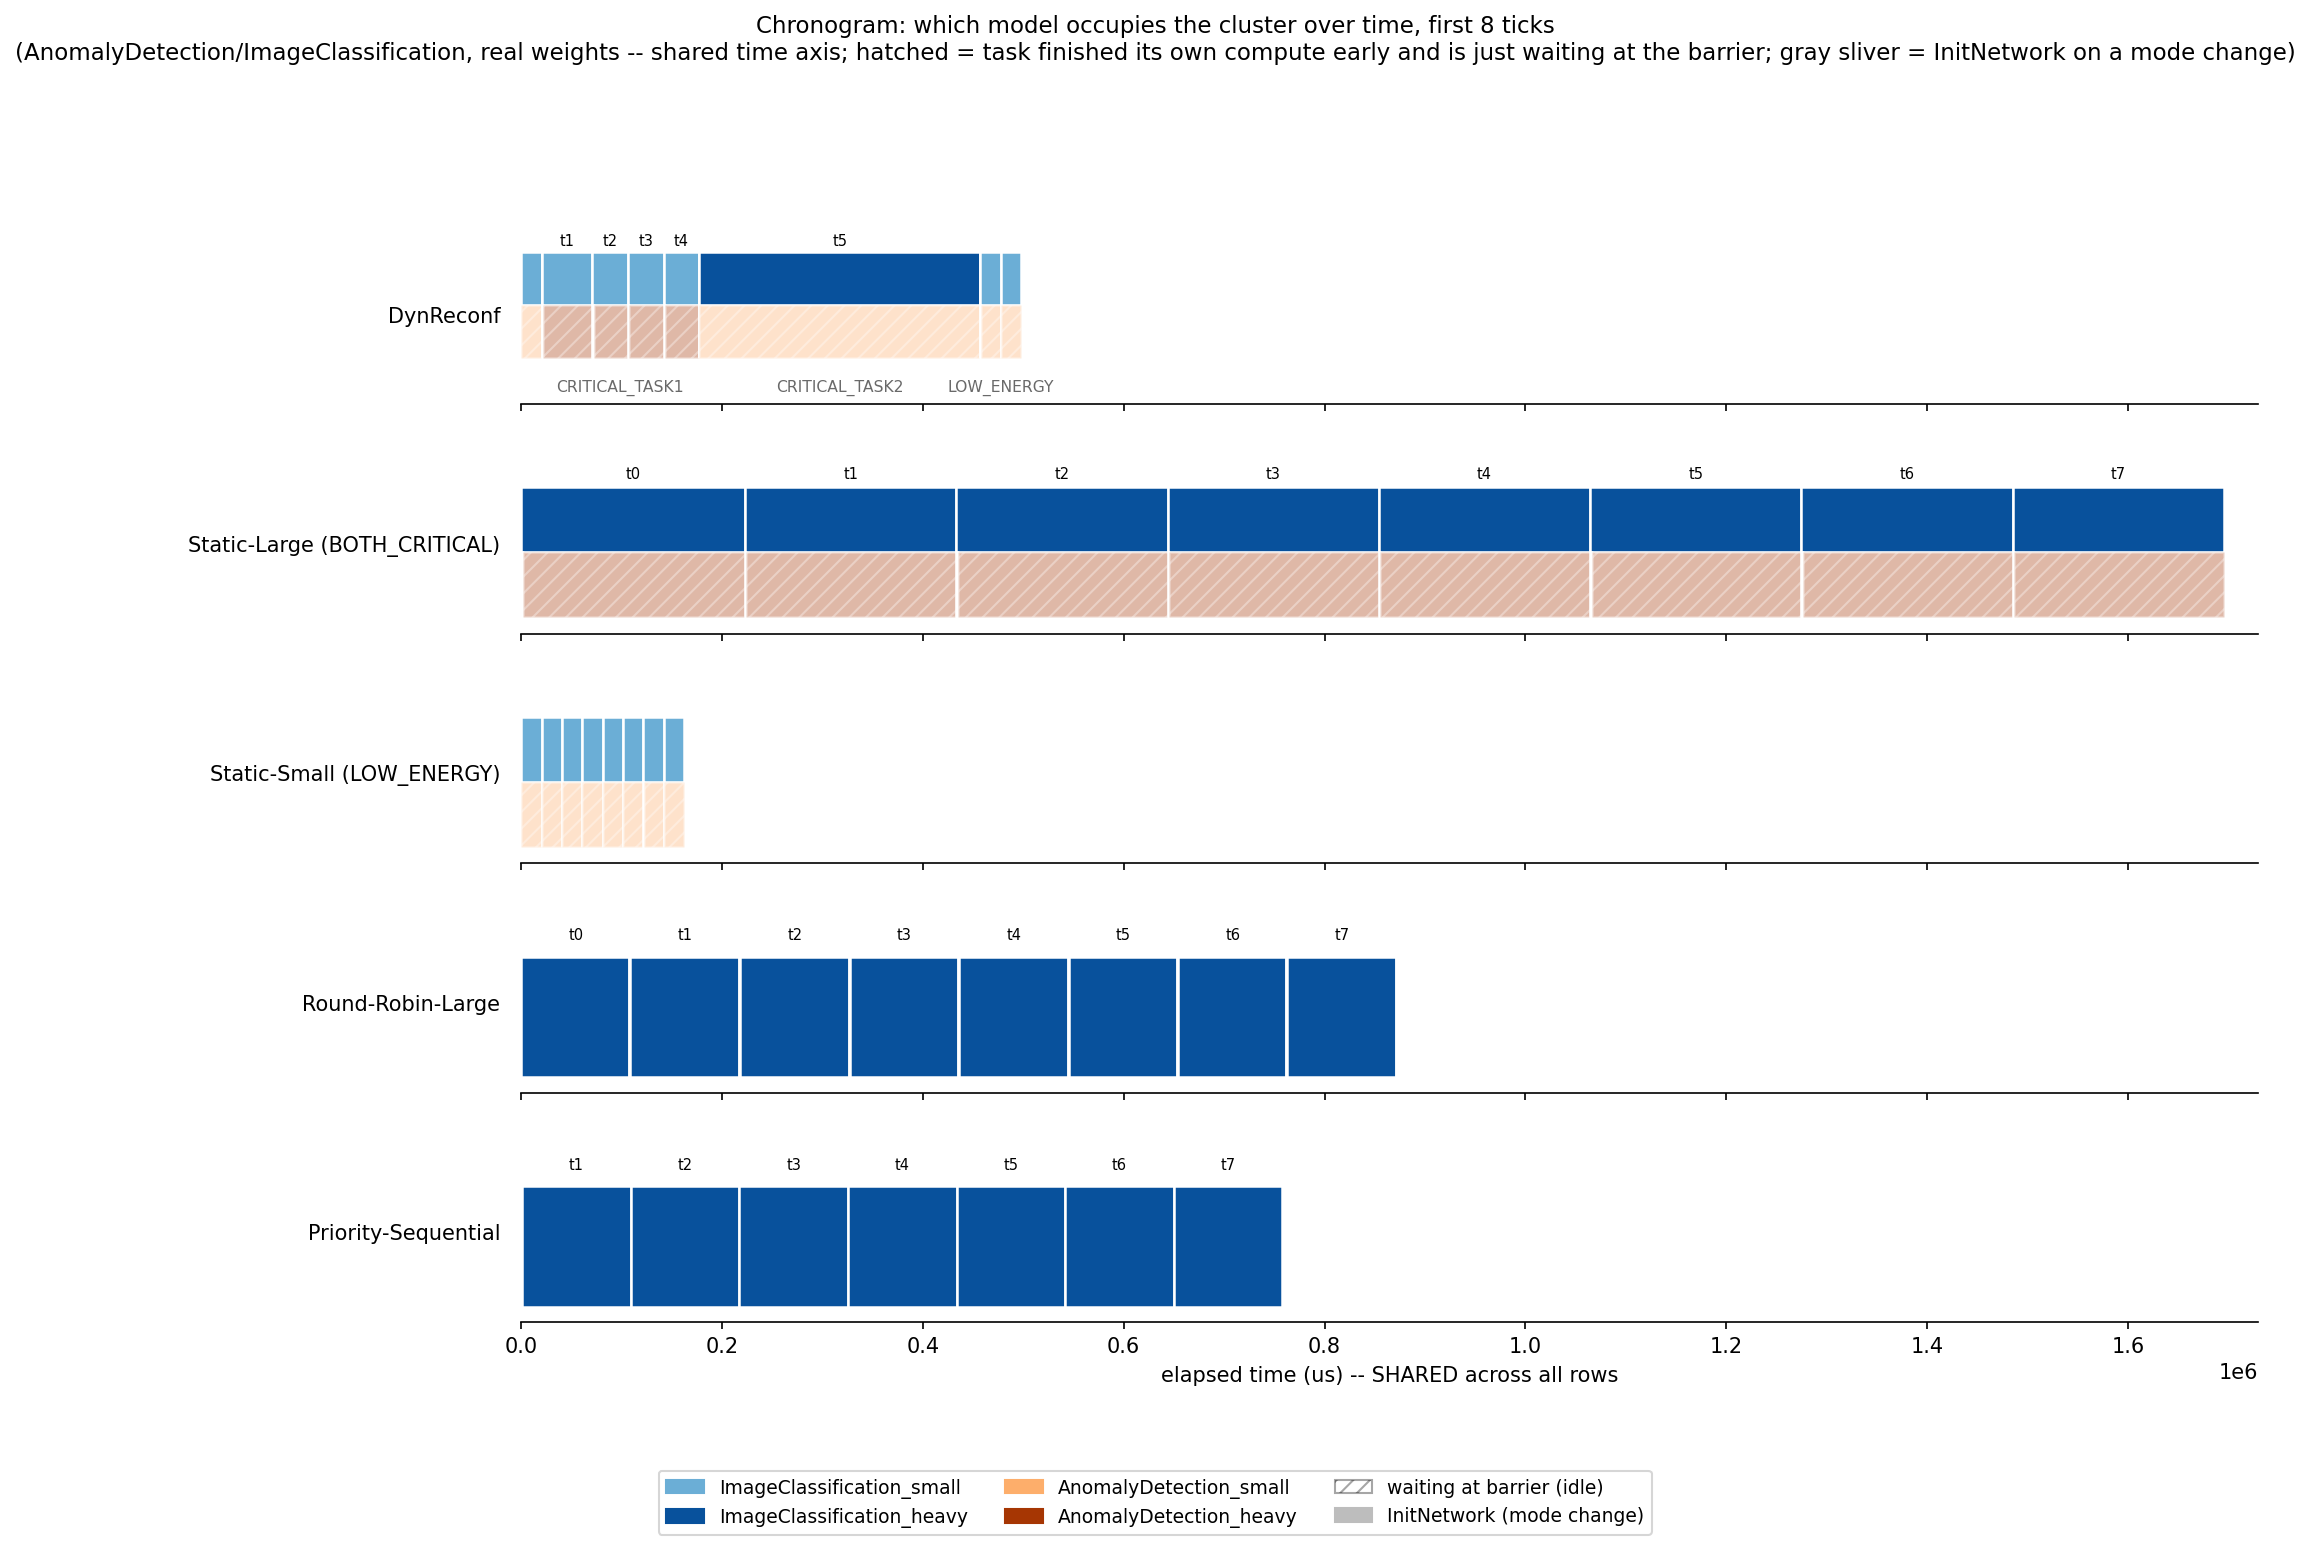 Chronogram: which model occupies the cluster over time, first 8 ticks
(AnomalyDetection/ImageClassification, real weights -- shared time axis; hatched = task finished its own compute early and is just waiting at the barrier; gray sliver = InitNetwork on a mode change)
t1 t2 t3 t4 t5
DynReconf
CRITICAL_TASK1 CRITICAL_TASK2 LOW_ENERGY
t0 t1 t2 t3 t4 t5 t6 t7
Static-Large (BOTH_CRITICAL)
Static-Small (LOW_ENERGY)
t0 t1 t2 t3 t4 t5 t6 t7
Round-Robin-Large
t1 t2 t3 t4 t5 t6 t7
Priority-Sequential
0.0 0.2 0.4 0.6 0.8 1.0 1.2 1.4 1.6
1e6
elapsed time (us) -- SHARED across all rows
ImageClassification_small AnomalyDetection_small waiting at barrier (idle)
ImageClassification_heavy AnomalyDetection_heavy InitNetwork (mode change)